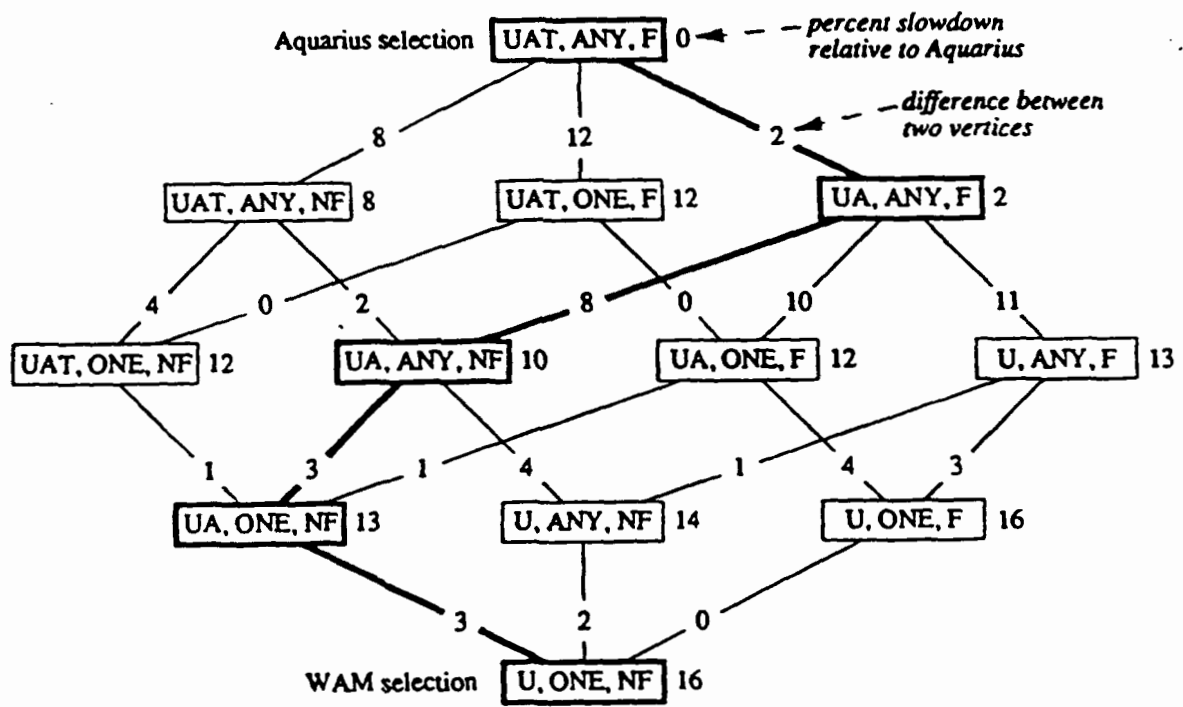 Aquarius selection UAT, ANY, F 0 percent slowdown
relative to Aquarius
difference between
two vertices
8 12 2
UAT, ANY, NF 8 UAT, ONE, F 12 UA, ANY, F 2
4 0 2 8 0 10 11
UAT, ONE, NF 12 UA, ANY, NF 10 UA, ONE, F 12 U, ANY, F 13
1 3 1 4 1 4 3
UA, ONE, NF 13 U, ANY, NF 14 U, ONE, F 16
3 2 0
WAM selection U, ONE, NF 16